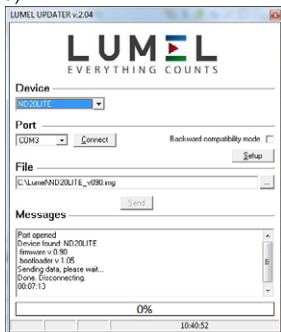 LUMEL UPDATER v.2.04
LUMEL
EVERYTHING COUNTS
Device
ND20LITE
Port
COM3 Connect Backward compatibility mode
Setup
File
C:\Lumel\ND20LITE_v090.img ...
Send
Messages
Port opened
Device found: ND20LITE
firmware v.0.90
bootloader v 1.05
Sending data, please wait...
Done. Disconnecting.
00:07:13
0%
10:40:52